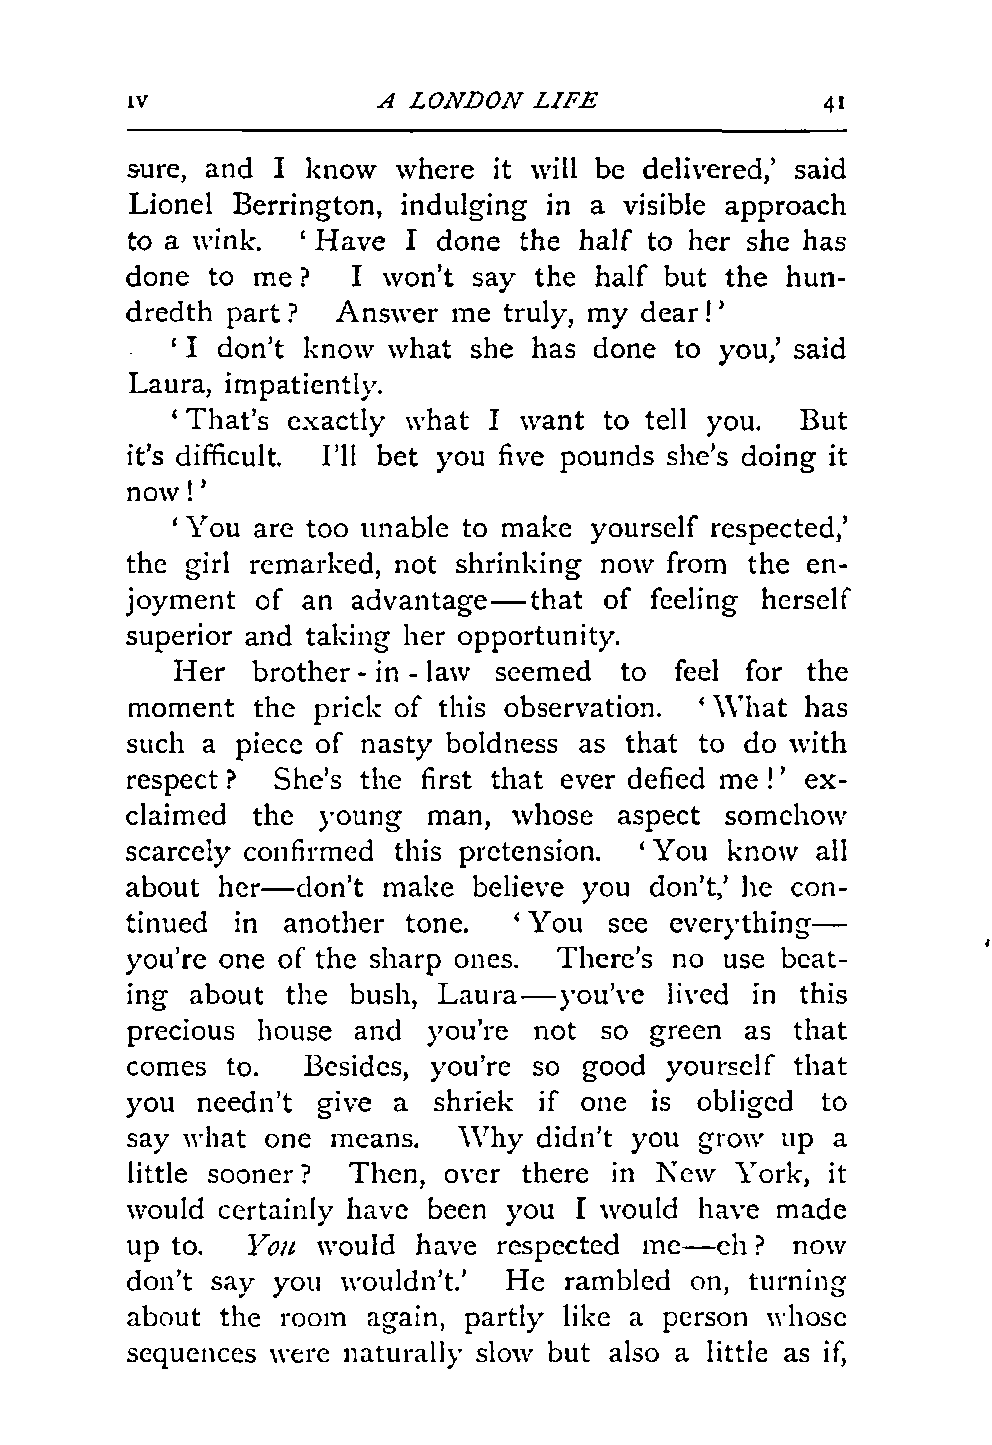 IV A LONDON LIFE 41
sure, and I know where it will be delivered,' said
Lionel Berrington, indulging in a visible approach
to a wink. 'Have I done the half to her she has
done to me? I won't say the half but the hun-
dredth part? Answer me truly, my dear!'
'I don't know what she has done to you,' said
Laura, impatiently.
'That's exactly what I want to tell you. But
it's difficult. I'll bet you five pounds she's doing it
now!'
'You are too unable to make yourself respected,'
the girl remarked, not shrinking now from the en-
joyment of an advantage—that of feeling herself
superior and taking her opportunity.
Her brother-in-law seemed to feel for the
moment the prick of this observation. 'What has
such a piece of nasty boldness as that to do with
respect? She's the first that ever defied me!' ex-
claimed the young man, whose aspect somehow
scarcely confirmed this pretension. 'You know all
about her—don't make believe you don't,' he con-
tinued in another tone. 'You see everything—
you're one of the sharp ones. There's no use beat-
ing about the bush, Laura—you've lived in this
precious house and you're not so green as that
comes to. Besides, you're so good yourself that
you needn't give a shriek if one is obliged to
say what one means. Why didn't you grow up a
little sooner? Then, over there in New York, it
would certainly have been you I would have made
up to. You would have respected me—eh? now
don't say you wouldn't.' He rambled on, turning
about the room again, partly like a person whose
sequences were naturally slow but also a little as if,